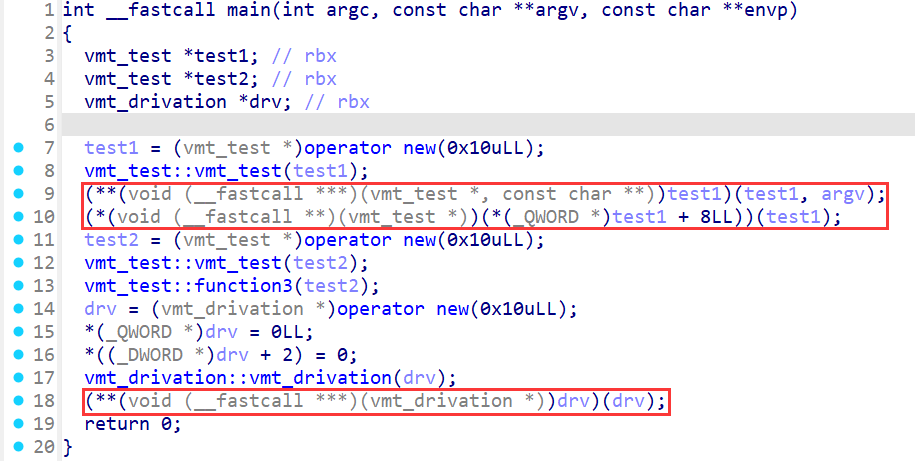 1 int __fastcall main(int argc, const char **argv, const char **envp)
2 {
3   vmt_test *test1; // rbx
4   vmt_test *test2; // rbx
5   vmt_drivation *drv; // rbx
6
7   test1 = (vmt_test *)operator new(0x10uLL);
8   vmt_test::vmt_test(test1);
9   (**(void (__fastcall ***)(vmt_test *, const char **))test1)(test1, argv);
10   (*(void (__fastcall **)(vmt_test *))(*(_QWORD *)test1 + 8LL))(test1);
11   test2 = (vmt_test *)operator new(0x10uLL);
12   vmt_test::vmt_test(test2);
13   vmt_test::function3(test2);
14   drv = (vmt_drivation *)operator new(0x10uLL);
15   *(_QWORD *)drv = 0LL;
16   *((_DWORD *)drv + 2) = 0;
17   vmt_drivation::vmt_drivation(drv);
18   (**(void (__fastcall ***)(vmt_drivation *))drv)(drv);
19   return 0;
20 }